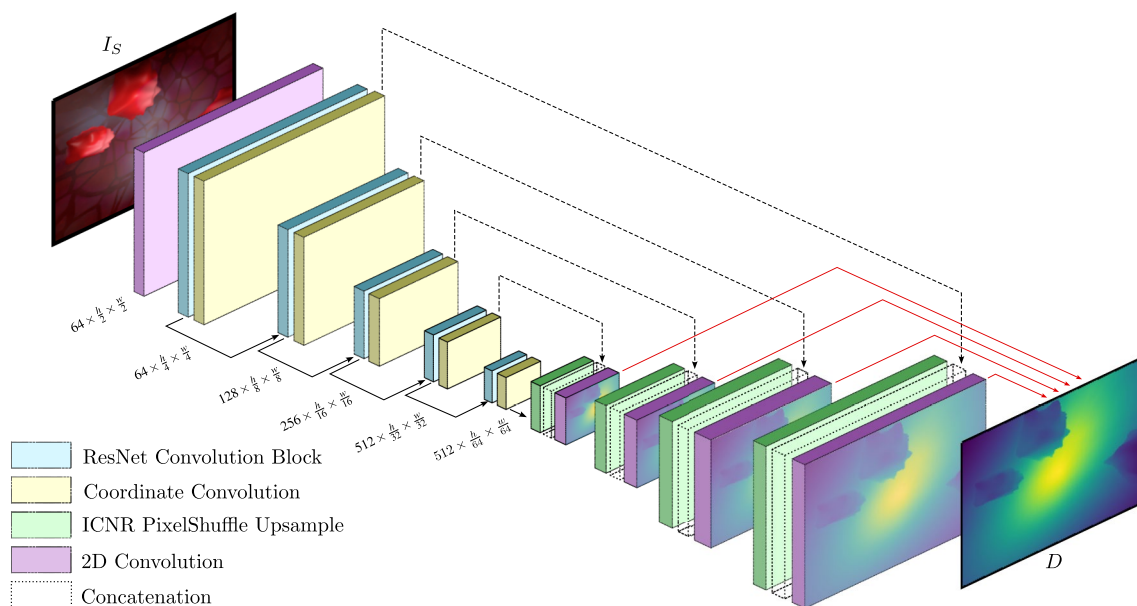 I_S
64 × h/2 × w/2
64 × h/4 × w/4
128 × h/8 × w/8
256 × h/16 × w/16
512 × h/32 × w/32
512 × h/64 × w/64
ResNet Convolution Block
Coordinate Convolution
ICNR PixelShuffle Upsample
2D Convolution
Concatenation
D